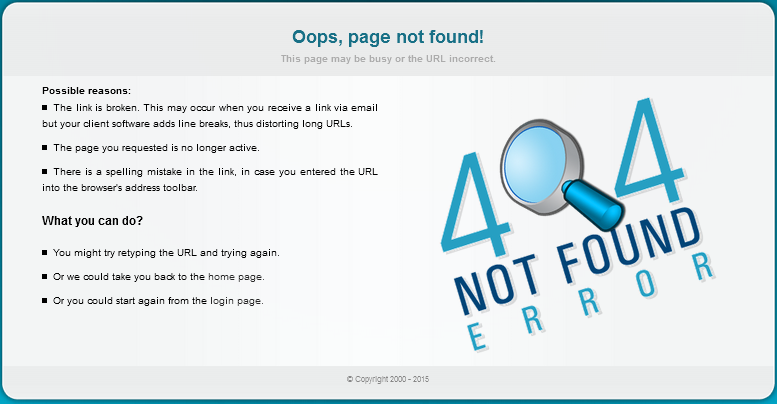 Oops, page not found!
This page may be busy or the URL incorrect.
Possible reasons:
The link is broken. This may occur when you receive a link via email
but your client software adds line breaks, thus distorting long URLs.
The page you requested is no longer active.
There is a spelling mistake in the link, in case you entered the URL
into the browser's address toolbar.
What you can do?
You might try retyping the URL and trying again.
Or we could take you back to the home page.
Or you could start again from the login page.
4 4
NOT FOUND
ERROR
© Copyright 2000 - 2015